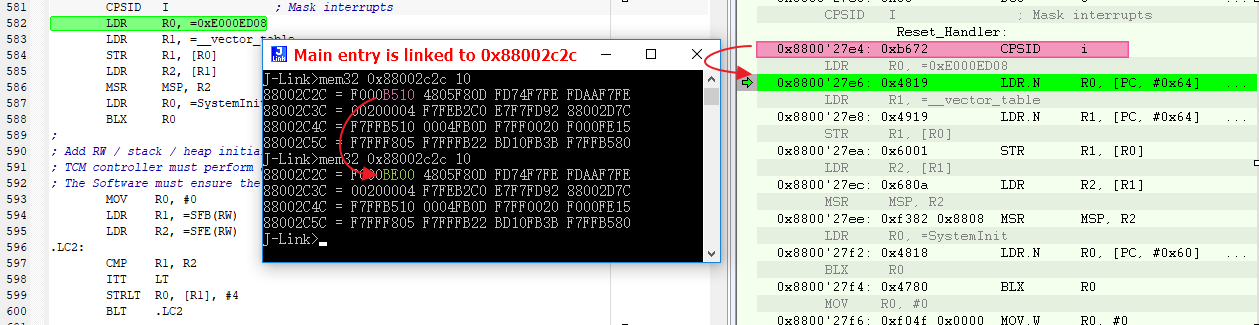 581 CPSID I ; Mask interrupts
582 LDR R0, =0xE000ED08
583 LDR R1, =__vector_table
584 STR R1, [R0]
585 LDR R2, [R1]
586 MSR MSP, R2
587 LDR R0, =SystemInit
588 BLX R0
589 ;
590 ; Add RW / stack / heap initial
591 ; TCM controller must perform
592 ; The Software must ensure the
593 MOV R0, #0
594 LDR R1, =SFB(RW)
595 LDR R2, =SFE(RW)
596 .LC2:
597 CMP R1, R2
598 ITT LT
599 STRLT R0, [R1], #4
600 BLT .LC2
J-Link
Main entry is linked to 0x88002c2c
J-Link>mem32 0x88002c2c 10
88002C2C = F000B510 4805F80D FD74F7FE FDAAF7FE
88002C3C = 00200004 F7FEB2C0 E7F7FD92 88002D7C
88002C4C = F7FFB510 0004FB0D F7FF0020 F000FE15
88002C5C = F7FFF805 F7FFFB22 BD10FB3B F7FFB580
J-Link>mem32 0x88002c2c 10
88002C2C = F000BE00 4805F80D FD74F7FE FDAAF7FE
88002C3C = 00200004 F7FEB2C0 E7F7FD92 88002D7C
88002C4C = F7FFB510 0004FB0D F7FF0020 F000FE15
88002C5C = F7FFF805 F7FFFB22 BD10FB3B F7FFB580
J-Link>
CPSID I ; Mask interrupts
Reset_Handler:
0x8800'27e4: 0xb672 CPSID i
LDR R0, =0xE000ED08
0x8800'27e6: 0x4819 LDR.N R0, [PC, #0x64] ...
LDR R1, =__vector_table
0x8800'27e8: 0x4919 LDR.N R1, [PC, #0x64] ...
STR R1, [R0]
0x8800'27ea: 0x6001 STR R1, [R0]
LDR R2, [R1]
0x8800'27ec: 0x680a LDR R2, [R1]
MSR MSP, R2
0x8800'27ee: 0xf382 0x8808 MSR MSP, R2
LDR R0, =SystemInit
0x8800'27f2: 0x4818 LDR.N R0, [PC, #0x60] ...
BLX R0
0x8800'27f4: 0x4780 BLX R0
MOV R0, #0
0x8800'27f6: 0xf04f 0x0000 MOV.W R0, #0